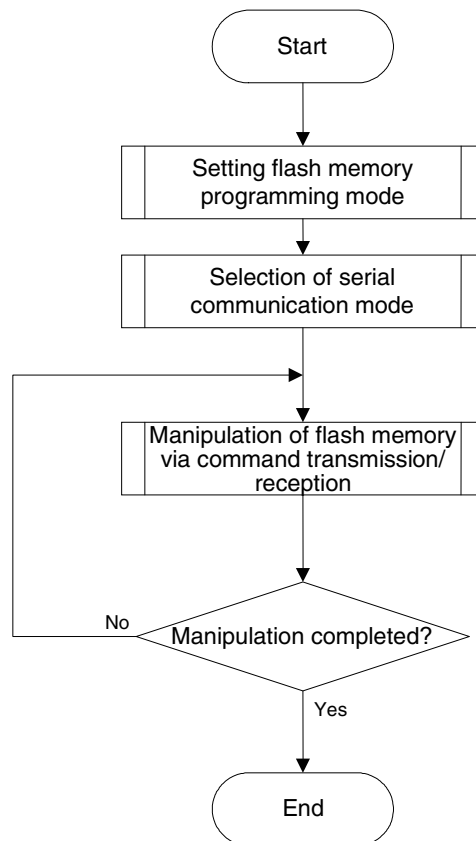 Start
Setting flash memory
programming mode
Selection of serial
communication mode
Manipulation of flash memory
via command transmission/
reception
Manipulation completed?
No
Yes
End